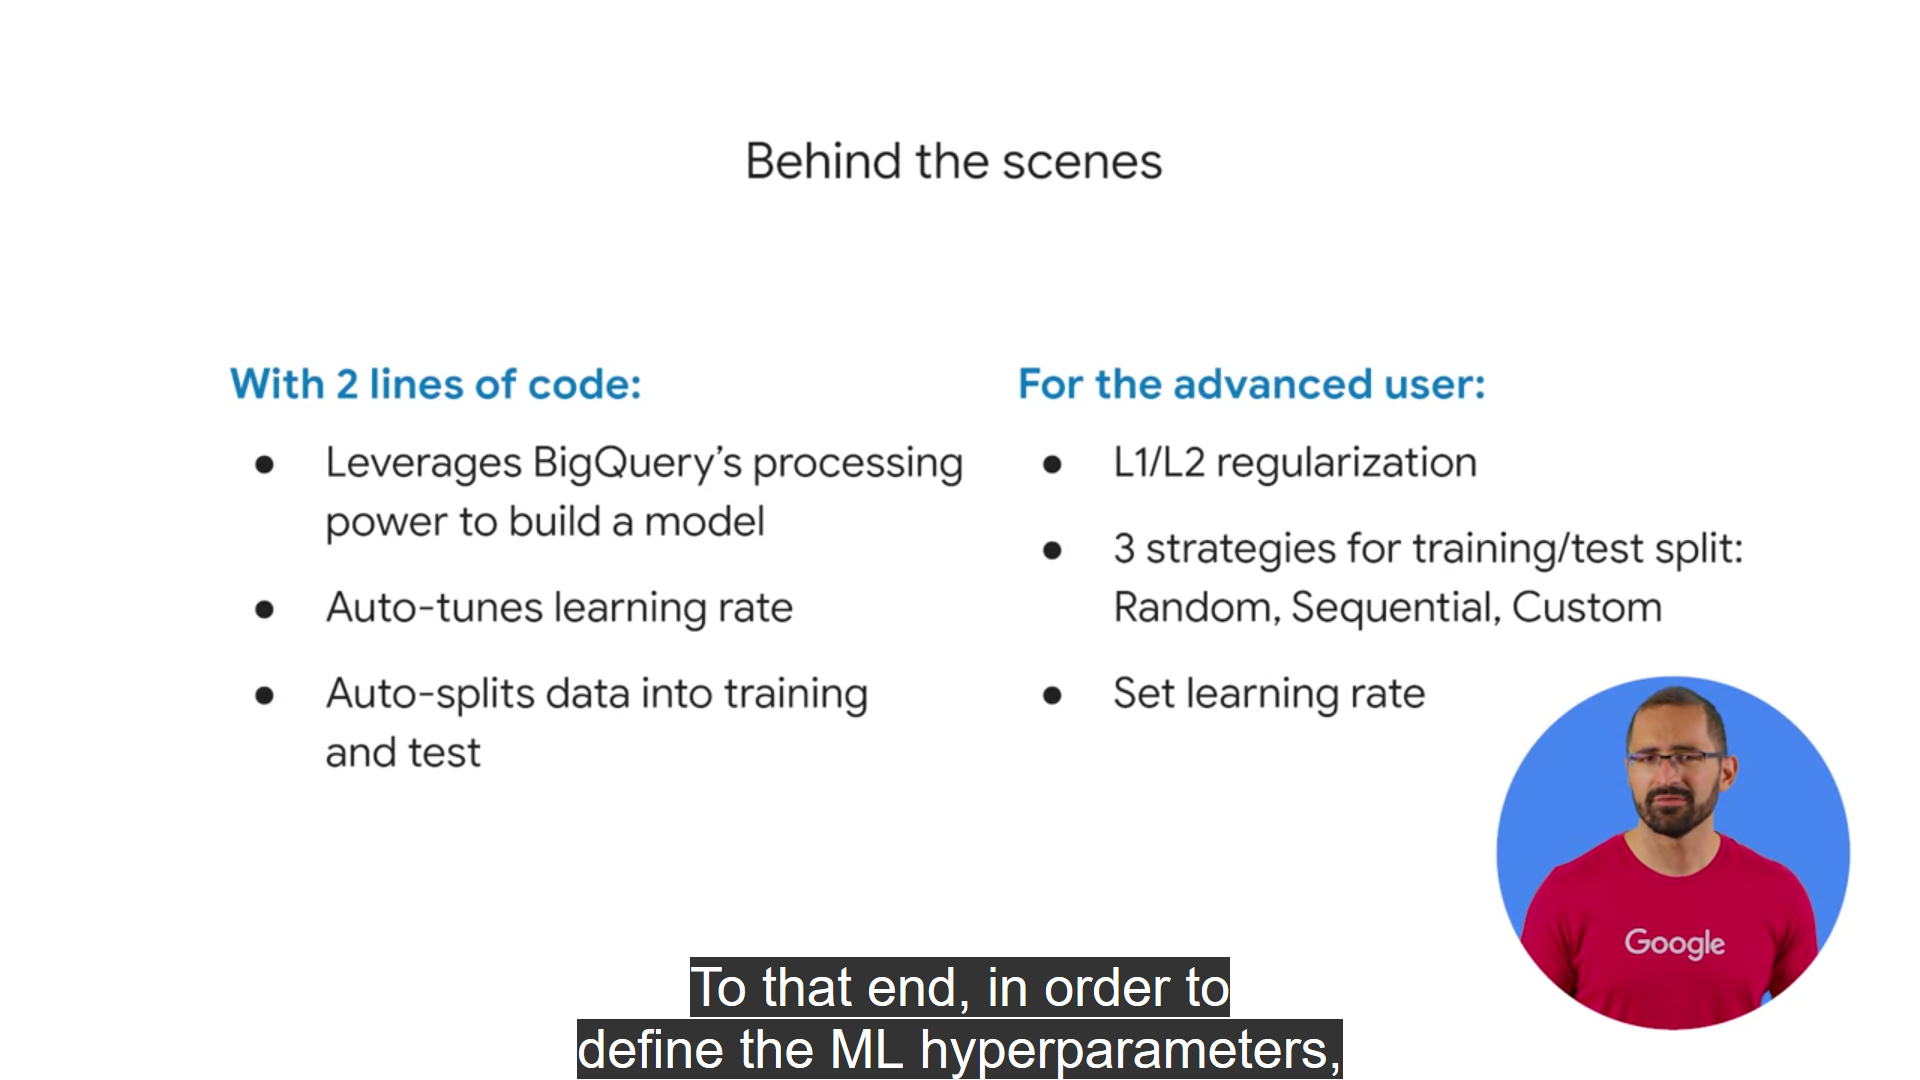 Behind the scenes
With 2 lines of code:
● Leverages BigQuery’s processing
power to build a model
● Auto-tunes learning rate
● Auto-splits data into training
and test
For the advanced user:
● L1/L2 regularization
● 3 strategies for training/test split:
Random, Sequential, Custom
● Set learning rate
Google
To that end, in order to
define the ML hyperparameters,